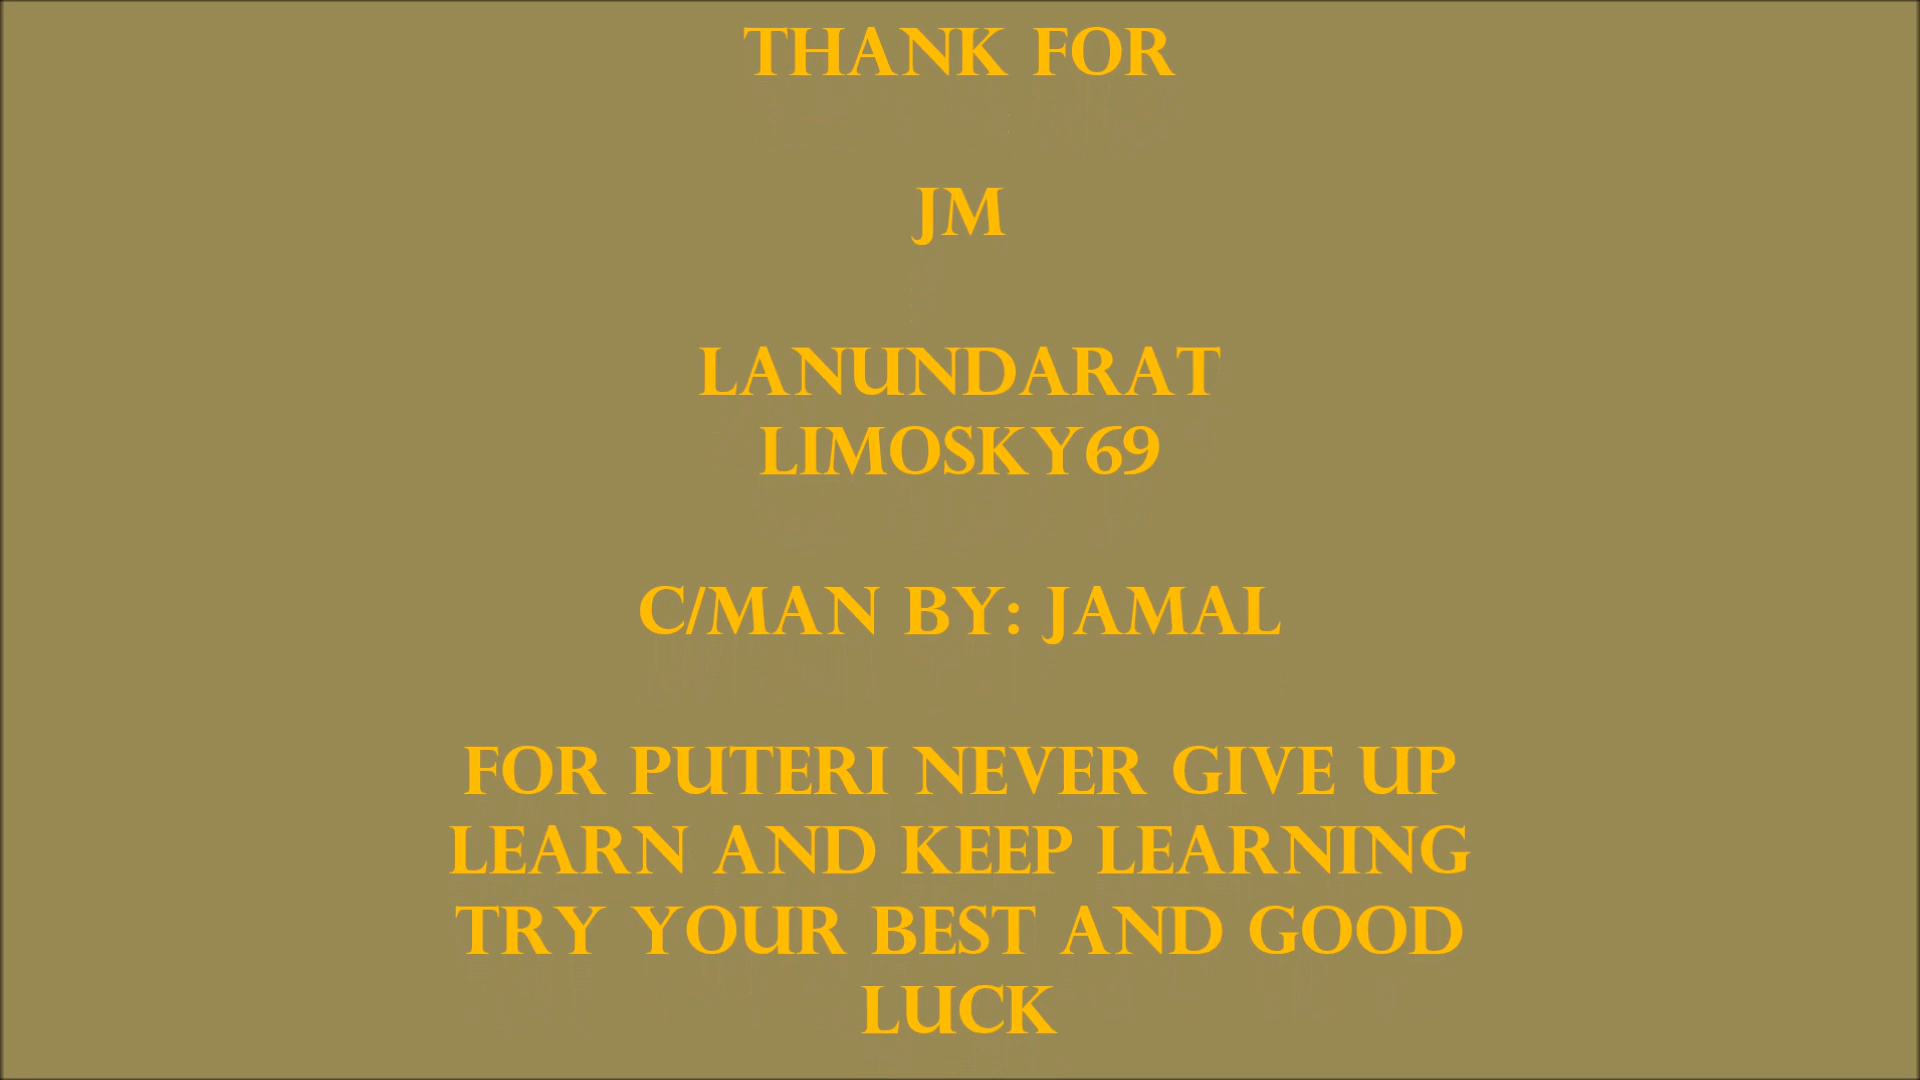 THANK FOR
JM
LANUNDARAT
LIMOSKY69
C/MAN BY: JAMAL
FOR PUTERI NEVER GIVE UP
LEARN AND KEEP LEARNING
TRY YOUR BEST AND GOOD
LUCK